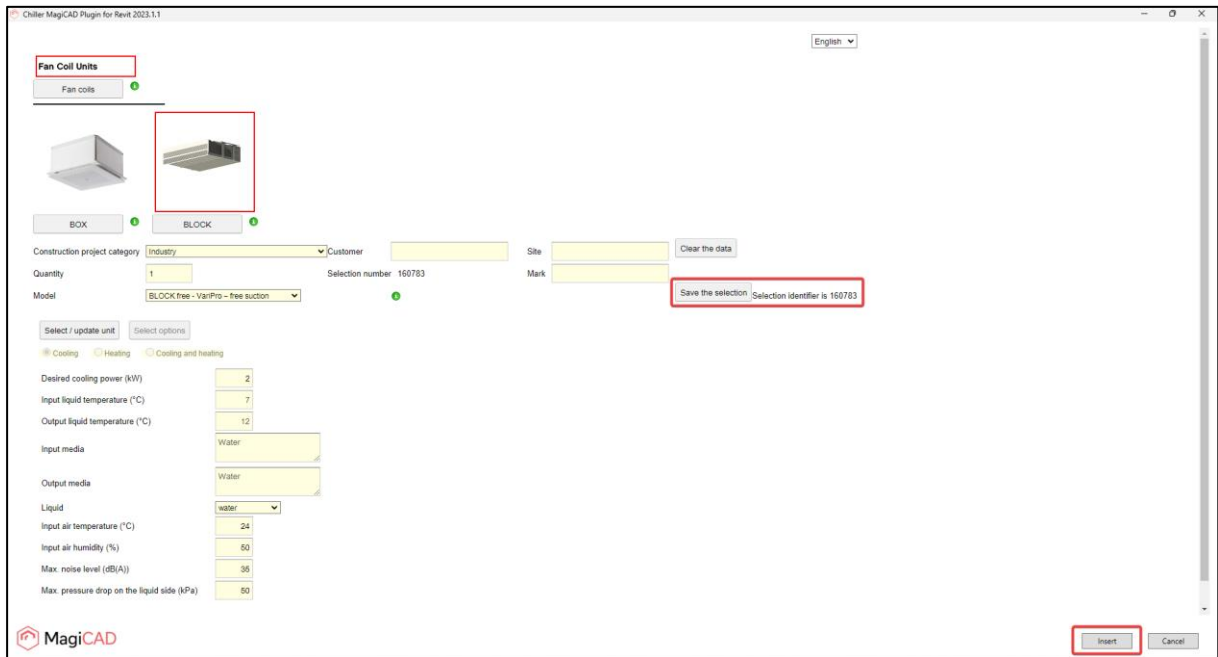 Chiller MagiCAD Plugin for Revit 2023.1.1
English
Fan Coil Units
Fan coils
BOX
BLOCK
Construction project category Industry Customer Site Clear the data
Quantity 1 Selection number 160783 Mark
Model BLOCK free - VariPro – free suction Save the selection Selection identifier is 160783
Select / update unit Select options
Cooling Heating Cooling and heating
Desired cooling power (kW) 2
Input liquid temperature (°C) 7
Output liquid temperature (°C) 12
Input media Water
Output media Water
Liquid water
Input air temperature (°C) 24
Input air humidity (%) 50
Max. noise level (dB(A)) 35
Max. pressure drop on the liquid side (kPa) 50
MagiCAD
Insert Cancel